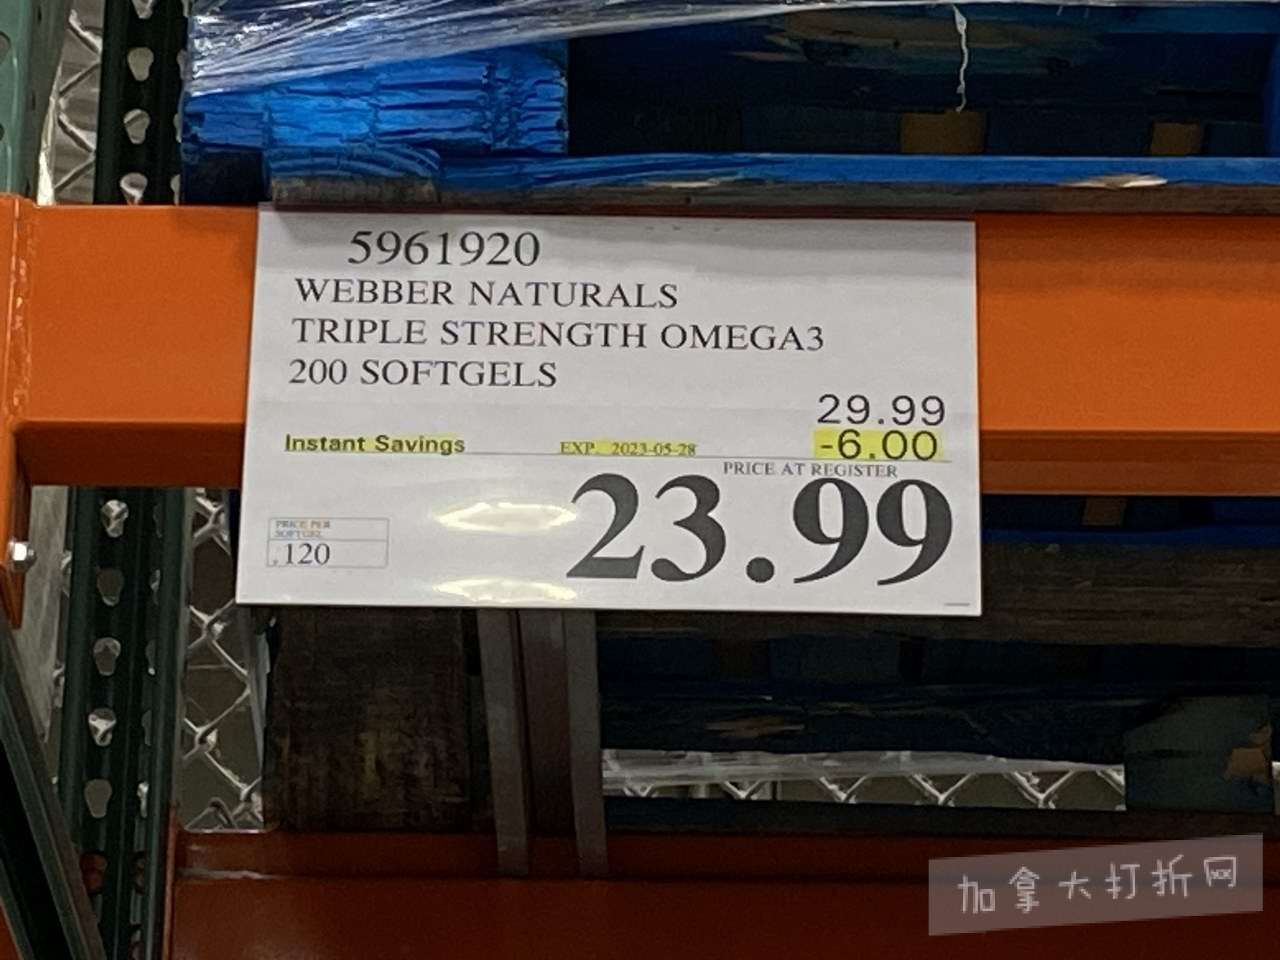 5961920
WEBBER NATURALS
TRIPLE STRENGTH OMEGA3
200 SOFTGELS
29.99
Instant Savings EXP. 2023-05-28 -6.00
PRICE AT REGISTER
23.99
PRICE PER
SOFTGEL
.120
加拿大打折网